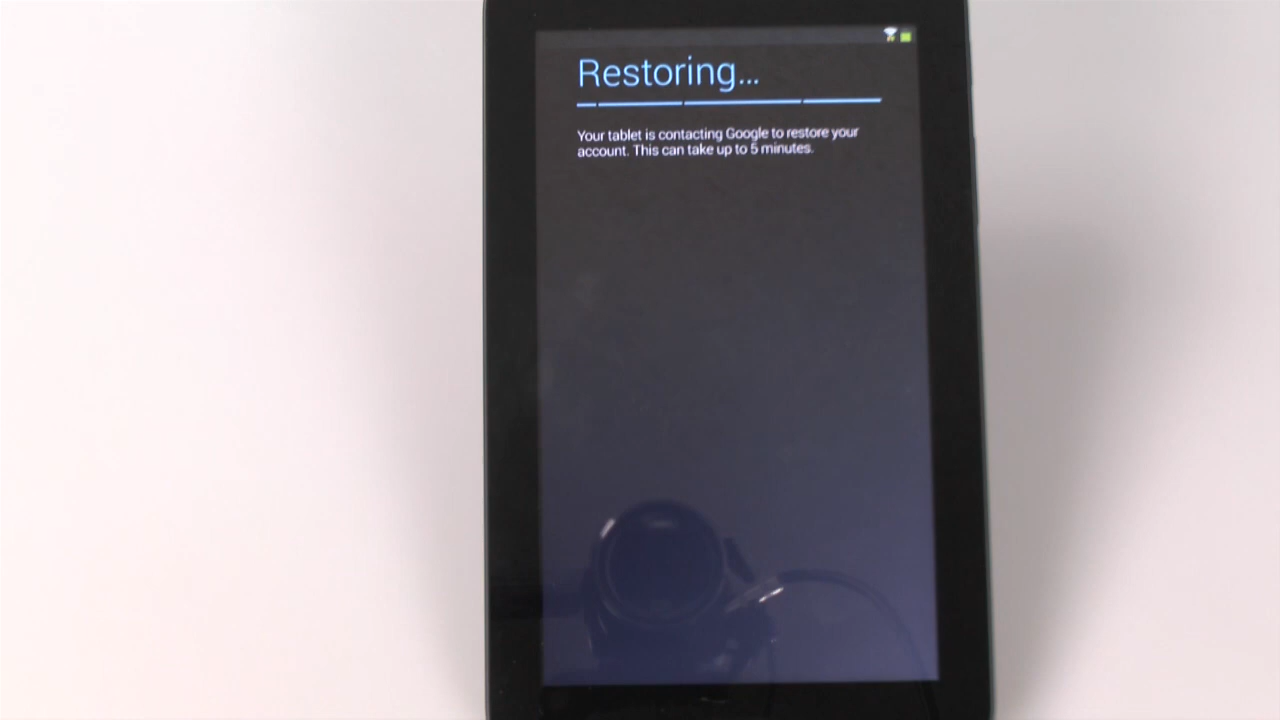 Restoring...
Your tablet is contacting Google to restore your
account. This can take up to 5 minutes.